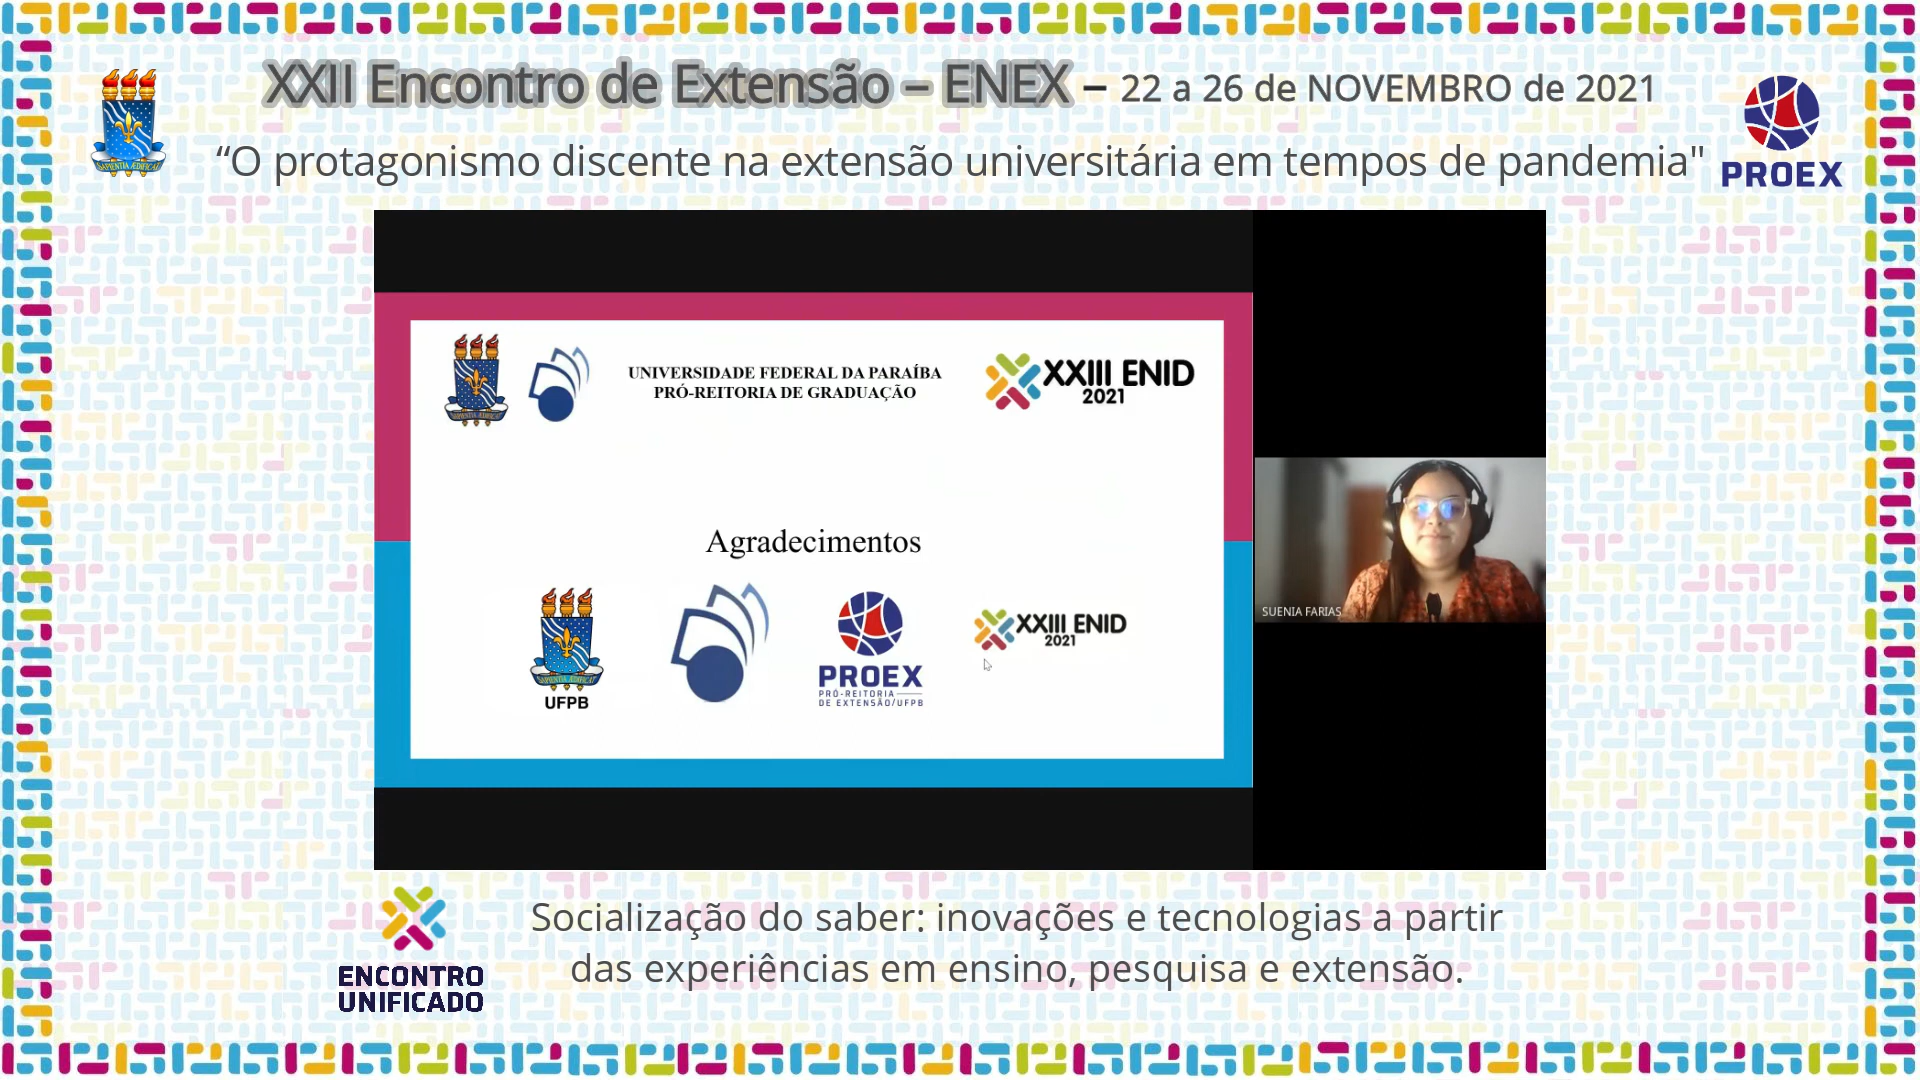 XXII Encontro de Extensão – ENEX – 22 a 26 de NOVEMBRO de 2021
“O protagonismo discente na extensão universitária em tempos de pandemia"
PROEX
UNIVERSIDADE FEDERAL DA PARAÍBA
PRÓ-REITORIA DE GRADUAÇÃO
XXIII ENID
2021
Agradecimentos
UFPB
PROEX
PRÓ-REITORIA
DE EXTENSÃO/UFPB
XXIII ENID
2021
SUENIA FARIAS
ENCONTRO
UNIFICADO
Socialização do saber: inovações e tecnologias a partir
das experiências em ensino, pesquisa e extensão.